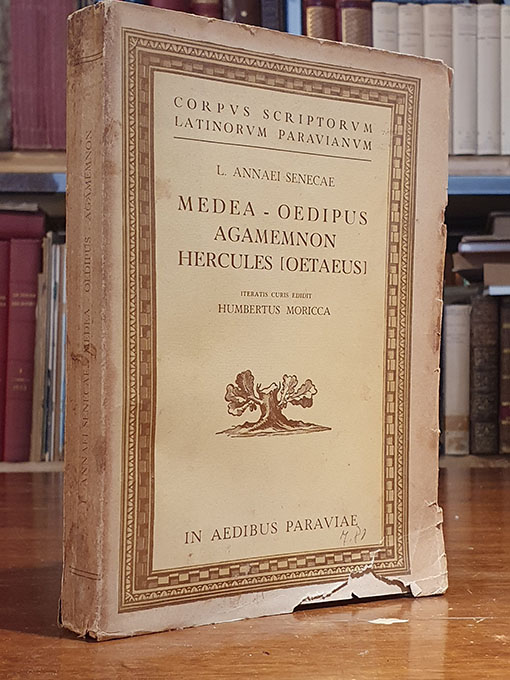 CORPVS SCRIPTORVM
LATINORVM PARAVIANVM
L. ANNAEI SENECAE
MEDEA - OEDIPUS
AGAMEMNON
HERCULES [OETAEUS]
ITERATIS CURIS EDIDIT
HUMBERTUS MORICCA
IN AEDIBUS PARAVIAE
L. ANNAEI SENECAE MEDEA - OEDIPUS - AGAMEMNON